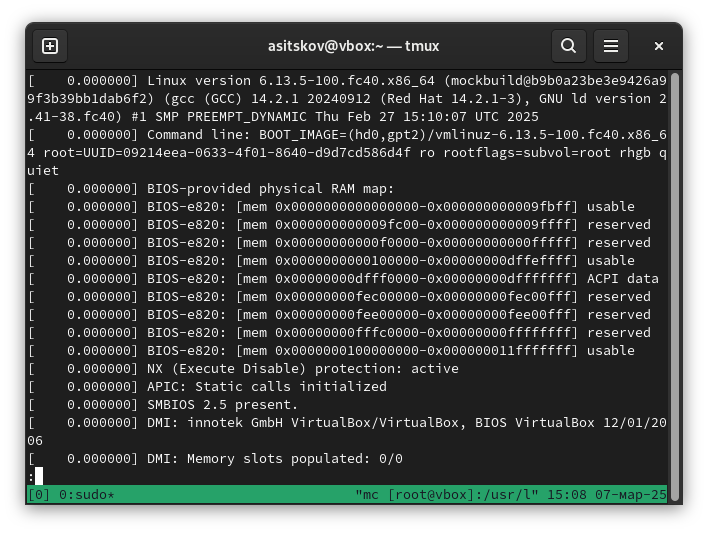 asitskov@vbox:~ — tmux
[    0.000000] Linux version 6.13.5-100.fc40.x86_64 (mockbuild@b9b0a23be3e9426a9
9f3b39bb1dab6f2) (gcc (GCC) 14.2.1 20240912 (Red Hat 14.2.1-3), GNU ld version 2
.41-38.fc40) #1 SMP PREEMPT_DYNAMIC Thu Feb 27 15:10:07 UTC 2025
[    0.000000] Command line: BOOT_IMAGE=(hd0,gpt2)/vmlinuz-6.13.5-100.fc40.x86_6
4 root=UUID=09214eea-0633-4f01-8640-d9d7cd586d4f ro rootflags=subvol=root rhgb q
uiet
[    0.000000] BIOS-provided physical RAM map:
[    0.000000] BIOS-e820: [mem 0x0000000000000000-0x000000000009fbff] usable
[    0.000000] BIOS-e820: [mem 0x000000000009fc00-0x000000000009ffff] reserved
[    0.000000] BIOS-e820: [mem 0x00000000000f0000-0x00000000000fffff] reserved
[    0.000000] BIOS-e820: [mem 0x0000000000100000-0x00000000dffeffff] usable
[    0.000000] BIOS-e820: [mem 0x00000000dfff0000-0x00000000dfffffff] ACPI data
[    0.000000] BIOS-e820: [mem 0x00000000fec00000-0x00000000fec00fff] reserved
[    0.000000] BIOS-e820: [mem 0x00000000fee00000-0x00000000fee00fff] reserved
[    0.000000] BIOS-e820: [mem 0x00000000fffc0000-0x00000000ffffffff] reserved
[    0.000000] BIOS-e820: [mem 0x0000000100000000-0x000000011fffffff] usable
[    0.000000] NX (Execute Disable) protection: active
[    0.000000] APIC: Static calls initialized
[    0.000000] SMBIOS 2.5 present.
[    0.000000] DMI: innotek GmbH VirtualBox/VirtualBox, BIOS VirtualBox 12/01/20
06
[    0.000000] DMI: Memory slots populated: 0/0
:
[0] 0:sudo* "mc [root@vbox]:/usr/l" 15:08 07-мар-25